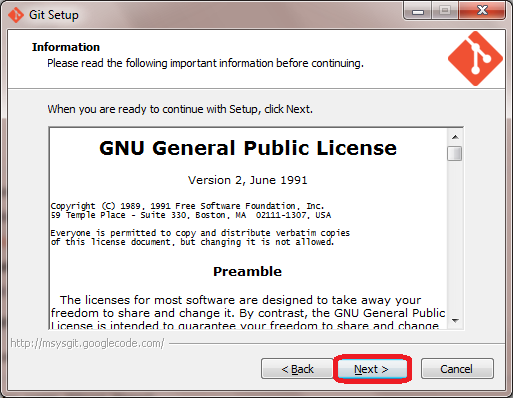 Git Setup
Information
Please read the following important information before continuing.
When you are ready to continue with Setup, click Next.
GNU General Public License
Version 2, June 1991
Copyright (C) 1989, 1991 Free Software Foundation, Inc.
59 Temple Place - Suite 330, Boston, MA  02111-1307, USA
Everyone is permitted to copy and distribute verbatim copies
of this license document, but changing it is not allowed.
Preamble
The licenses for most software are designed to take away your
freedom to share and change it. By contrast, the GNU General Public
License is intended to guarantee your freedom to share and change
http://msysgit.googlecode.com/
< Back Next > Cancel